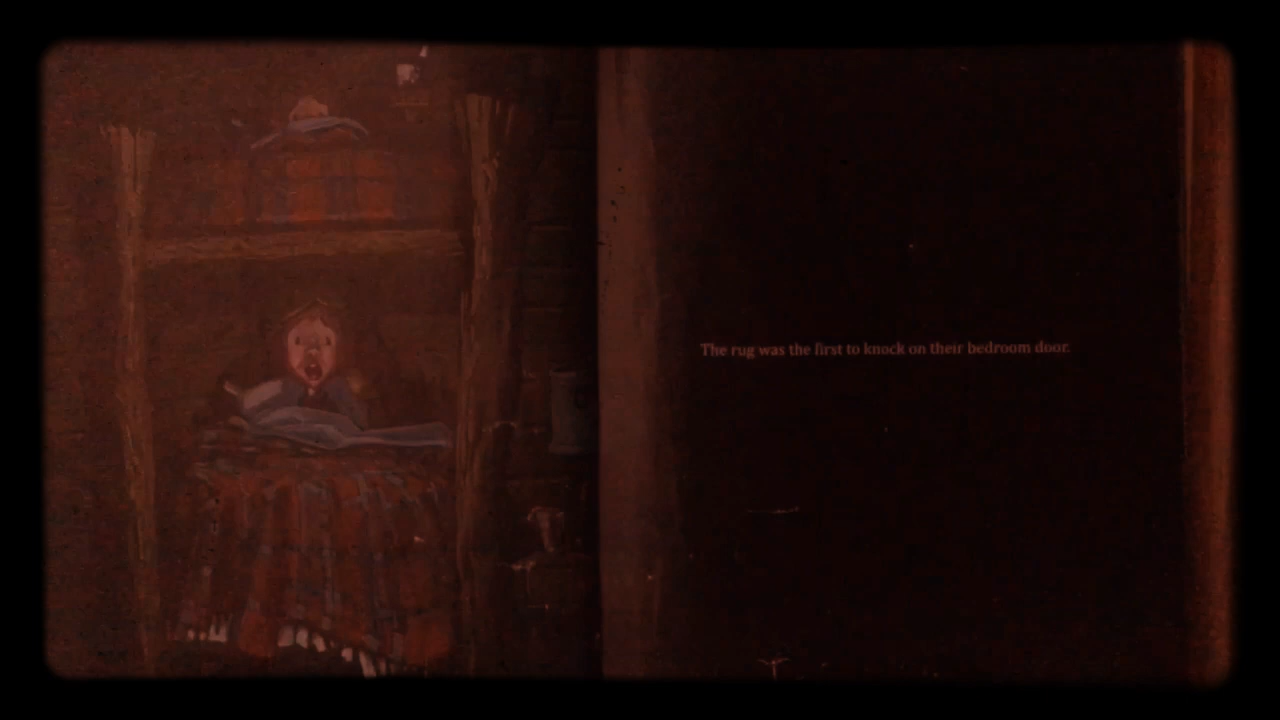 The rug was the first to knock on their bedroom door.